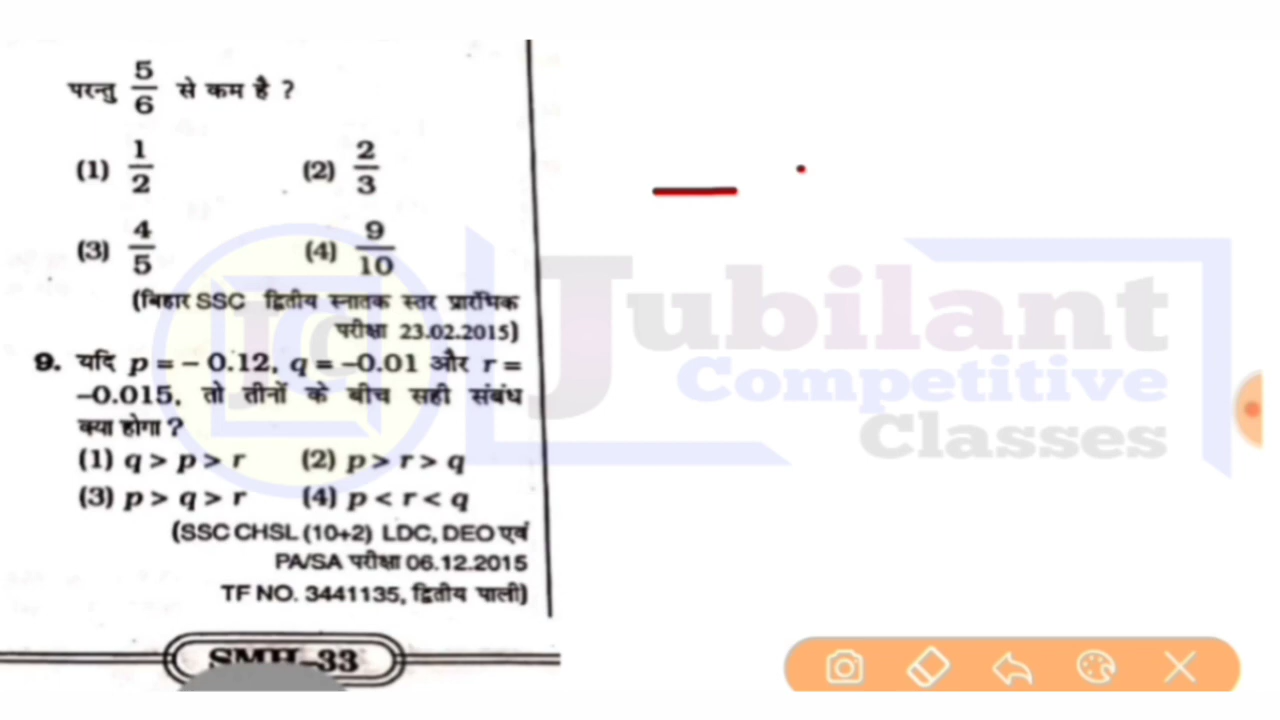 परन्तु 5/6 से कम है ?
(1) 1/2 (2) 2/3
(3) 4/5 (4) 9/10
(बिहार SSC द्वितीय स्नातक स्तर प्रारंभिक
परीक्षा 23.02.2015)
9. यदि p = – 0.12, q = –0.01 और r =
–0.015, तो तीनों के बीच सही संबंध
क्या होगा ?
(1) q > p > r (2) p > r > q
(3) p > q > r (4) p < r < q
(SSC CHSL (10+2) LDC, DEO एवं
PA/SA परीक्षा 06.12.2015
TF NO. 3441135, द्वितीय पाली)
SMH–33
Jubilant
Competitive
Classes